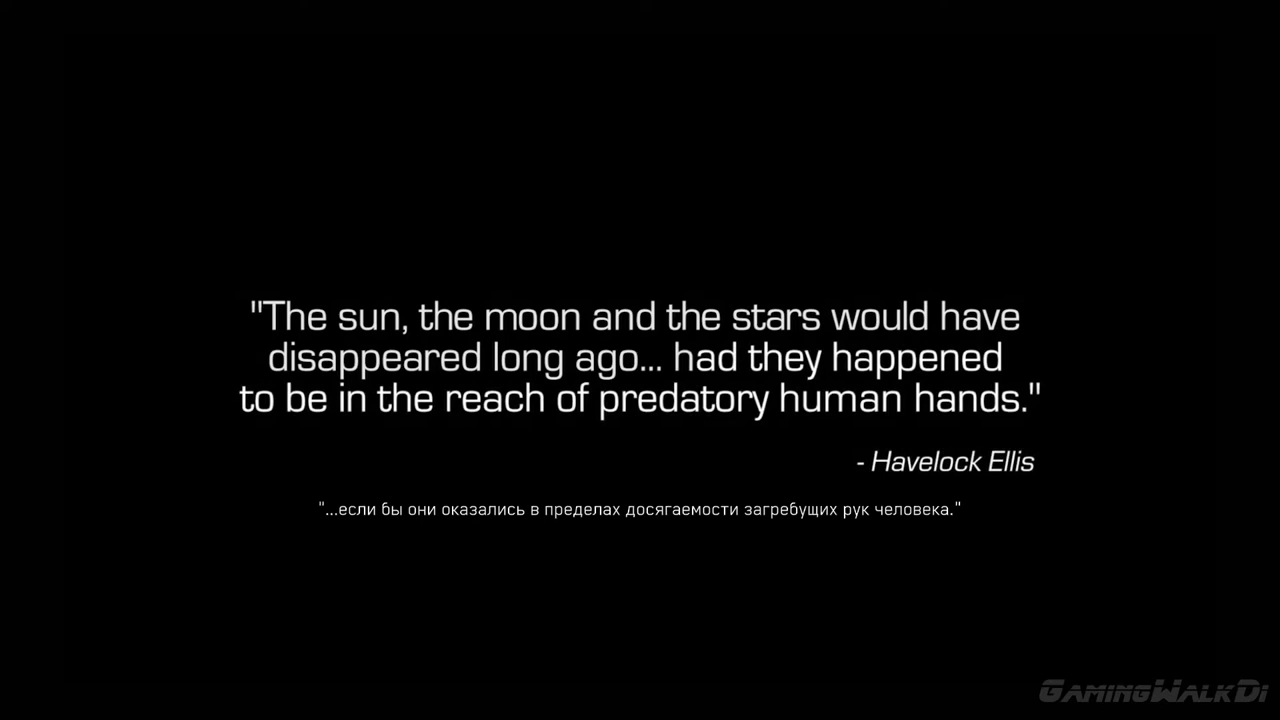 "The sun, the moon and the stars would have
disappeared long ago... had they happened
to be in the reach of predatory human hands."
- Havelock Ellis
"...если бы они оказались в пределах досягаемости загребущих рук человека."
GamingWalkDi